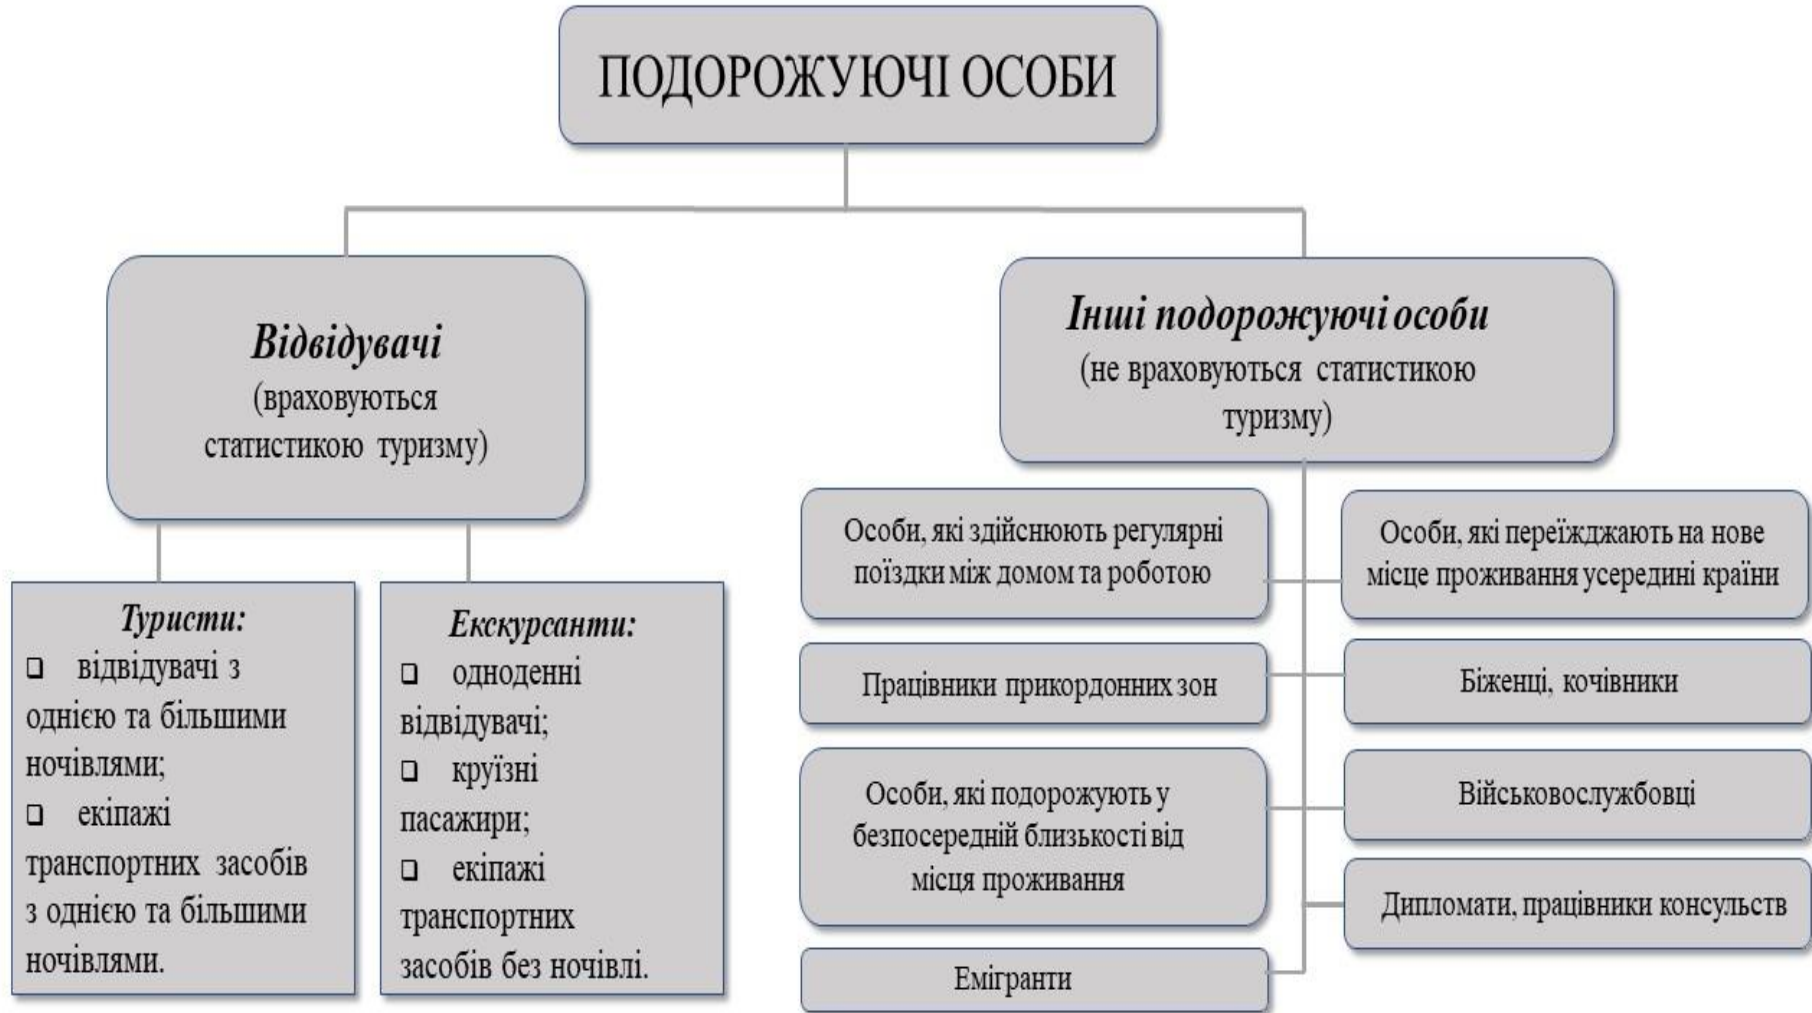 ПОДОРОЖУЮЧІ ОСОБИ
Відвідувачі
(враховуються
статистикою туризму)
Туристи:
❑ відвідувачі з
однією та більшими
ночівлями;
❑ екіпажі
транспортних засобів
з однією та більшими
ночівлями.
Екскурсанти:
❑ одноденні
відвідувачі;
❑ круїзні
пасажири;
❑ екіпажі
транспортних
засобів без ночівлі.
Інші подорожуючі особи
(не враховуються статистикою
туризму)
Особи, які здійснюють регулярні
поїздки між домом та роботою
Особи, які переїжджають на нове
місце проживання усередині країни
Працівники прикордонних зон
Біженці, кочівники
Особи, які подорожують у
безпосередній близькості від
місця проживання
Військовослужбовці
Дипломати, працівники консульств
Емігранти